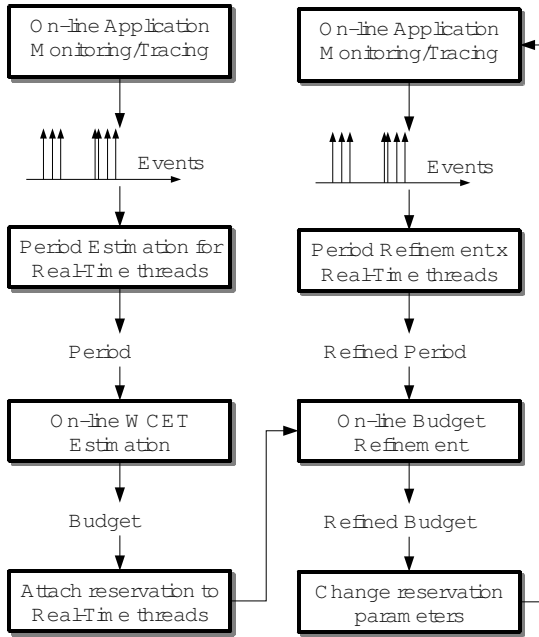 On-line Application
Monitoring/Tracing
Events
Period Estimation for
Real-Time threads
Period
On-line WCET
Estimation
Budget
Attach reservation to
Real-Time threads
On-line Application
Monitoring/Tracing
Events
Period Refinement x
Real-Time threads
Refined Period
On-line Budget
Refinement
Refined Budget
Change reservation
parameters